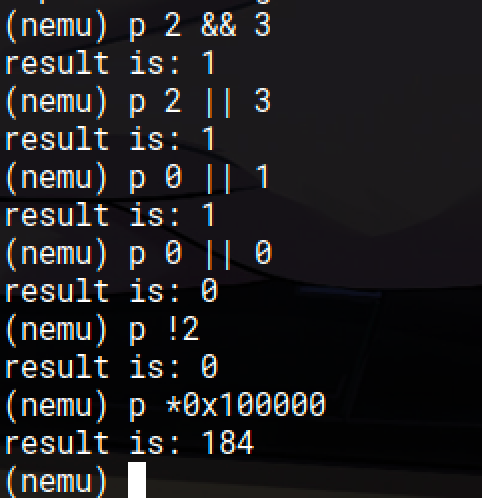 (nemu) p 2 && 3
result is: 1
(nemu) p 2 || 3
result is: 1
(nemu) p 0 || 1
result is: 1
(nemu) p 0 || 0
result is: 0
(nemu) p !2
result is: 0
(nemu) p *0x100000
result is: 184
(nemu)